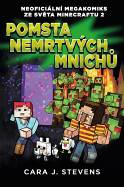 NEOFICIÁLNÍ MEGAKOMIKS
ZE SVĚTA MINECRAFTU 2
POMSTA
NEMRTVÝCH
MNICHŮ
CARA J. STEVENS